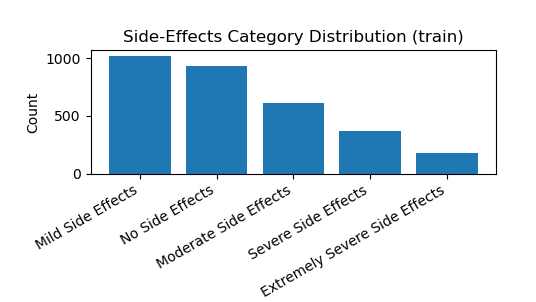 Side-Effects Category Distribution (train)
Count
1000
500
0
Mild Side Effects
No Side Effects
Moderate Side Effects
Severe Side Effects
Extremely Severe Side Effects